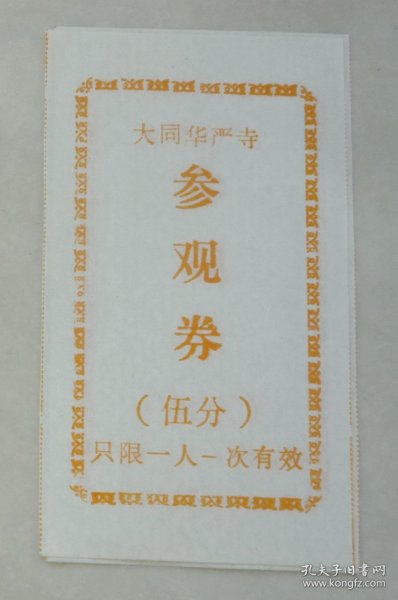 大同华严寺
参观券
（伍分）
只限一人一次有效
孔夫子旧书网
www.kongfz.com